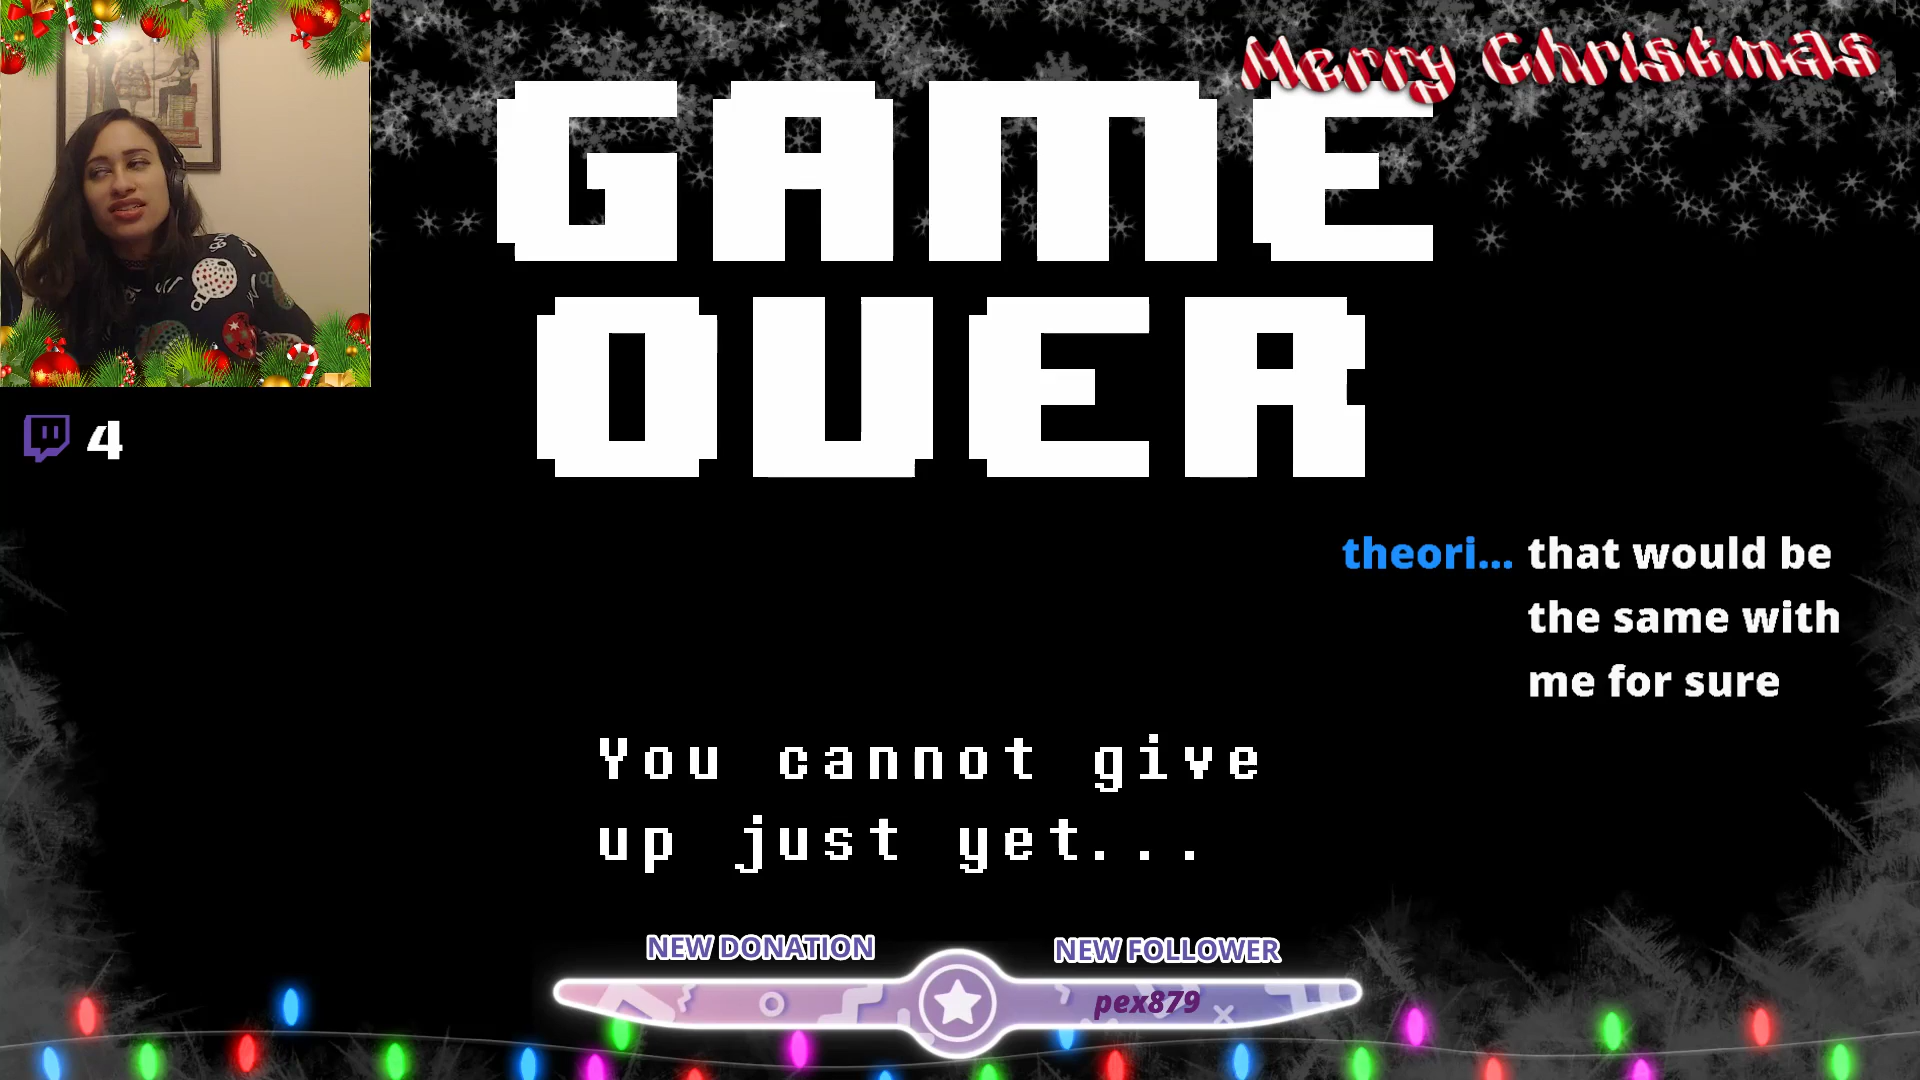 Merry Christmas
GAME
OVER
4
theori... that would be
the same with
me for sure
You cannot give
up just yet...
NEW DONATION
NEW FOLLOWER
pex879